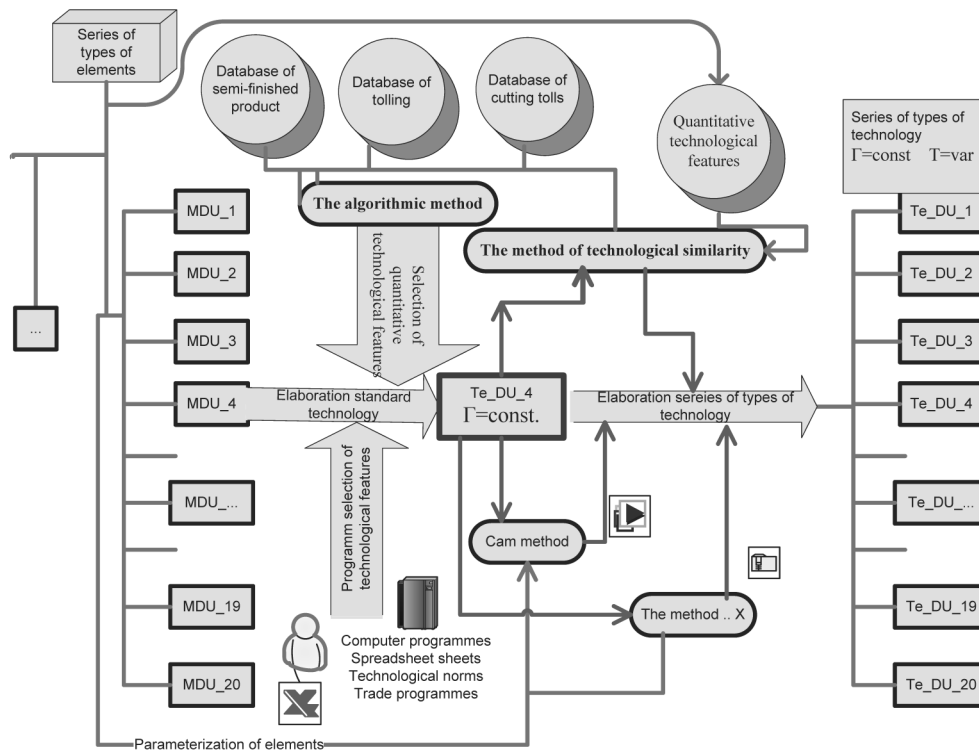 Series of
types of
elements
Database of
semi-finished
product
Database of
tolling
Database of
cutting tolls
Quantitative
technological
features
Series of types of
technology
Γ=const T=var
The algorithmic method
The method of technological similarity
Selection of
quantitative
technological features
MDU_1
MDU_2
MDU_3
MDU_4
MDU_...
MDU_19
MDU_20
...
Elaboration standard
technology
Te_DU_4
Γ=const.
Elaboration sereies of types of
technology
Te_DU_1
Te_DU_2
Te_DU_3
Te_DU_4
Te_DU_...
Te_DU_19
Te_DU_20
Programm selection of
technological features
Cam method
The method .. X
Computer programmes
Spreadsheet sheets
Technological norms
Trade programmes
Parameterization of elements